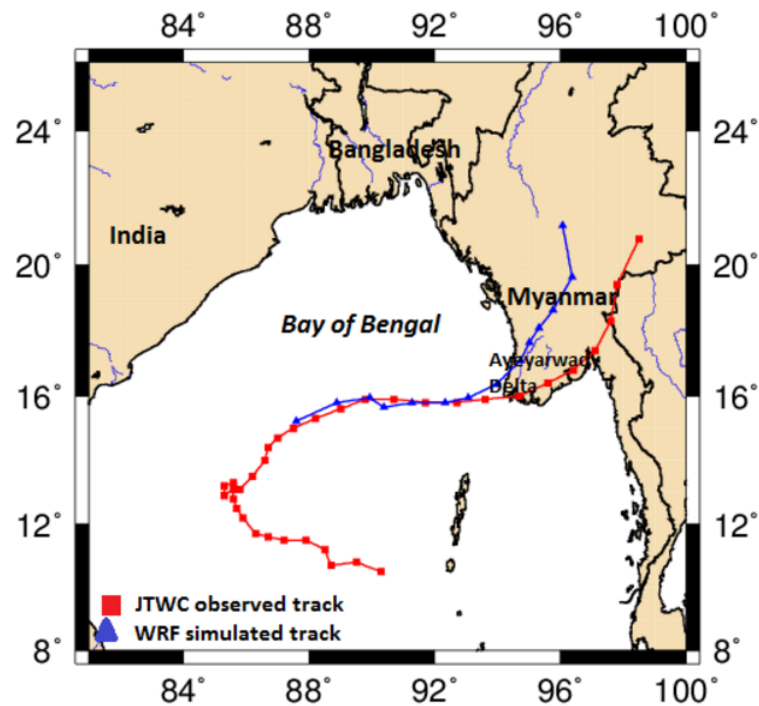 84° 88° 92° 96° 100°
24° 24°
Bangladesh
India
20° 20°
Myanmar
Bay of Bengal
Ayeyarwady
Delta
16° 16°
12° 12°
JTWC observed track
WRF simulated track
8° 8°
84° 88° 92° 96° 100°